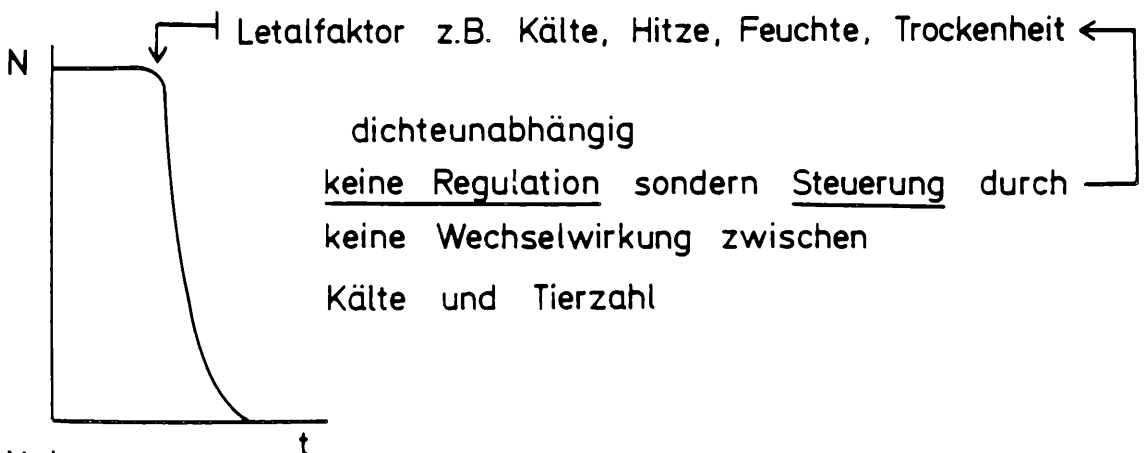 Letalfaktor z.B. Kälte, Hitze, Feuchte, Trockenheit
N
dichteunabhängig
keine Regulation sondern Steuerung durch
keine Wechselwirkung zwischen
Kälte und Tierzahl
t